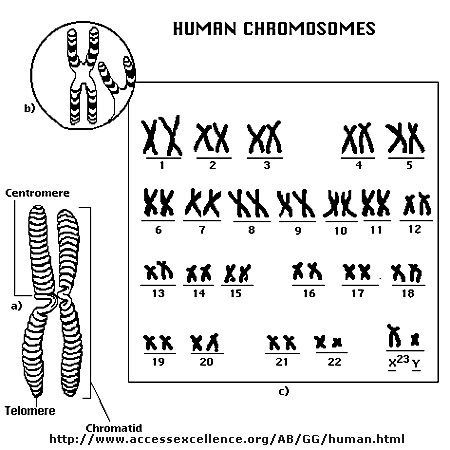 HUMAN CHROMOSOMES
b)
1 2 3 4 5
Centromere
6 7 8 9 10 11 12
a)
13 14 15 16 17 18
19 20 21 22 X 23 Y
c)
Telomere
Chromatid
http://www.accessexcellence.org/AB/GG/human.html